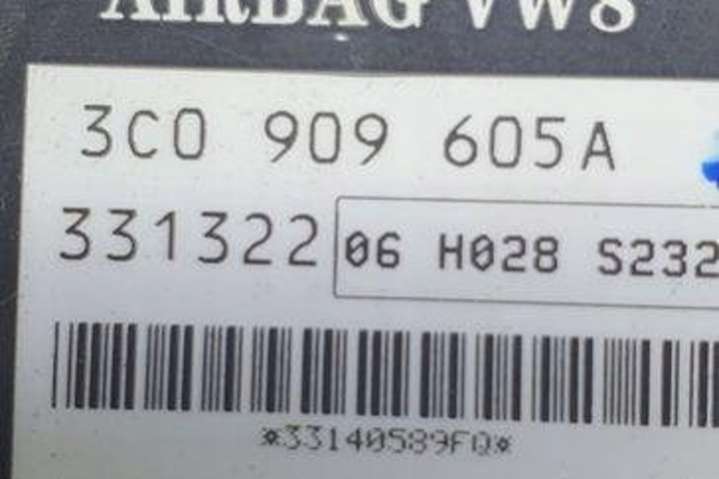 AIRBAG VW8
3C0 909 605A
331322 06 H028 S232
*33140589FQ*